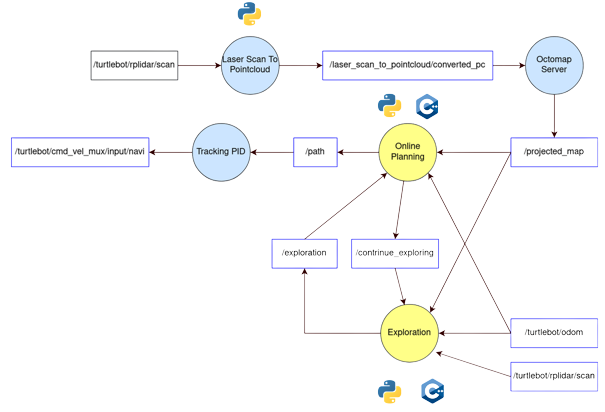 /turtlebot/rplidar/scan
Laser Scan To
Pointcloud
/laser_scan_to_pointcloud/converted_pc
Octomap
Server
/turtlebot/cmd_vel_mux/input/navi
Tracking PID
/path
Online
Planning
/projected_map
/exploration
/contrinue_exploring
Exploration
/turtlebot/odom
/turtlebot/rplidar/scan